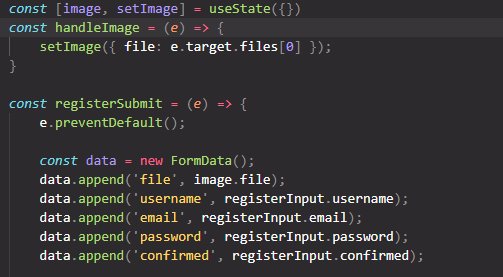 const [image, setImage] = useState({})
const handleImage = (e) => {
    setImage({ file: e.target.files[0] });
}

const registerSubmit = (e) => {
    e.preventDefault();

    const data = new FormData();
    data.append('file', image.file);
    data.append('username', registerInput.username);
    data.append('email', registerInput.email);
    data.append('password', registerInput.password);
    data.append('confirmed', registerInput.confirmed);